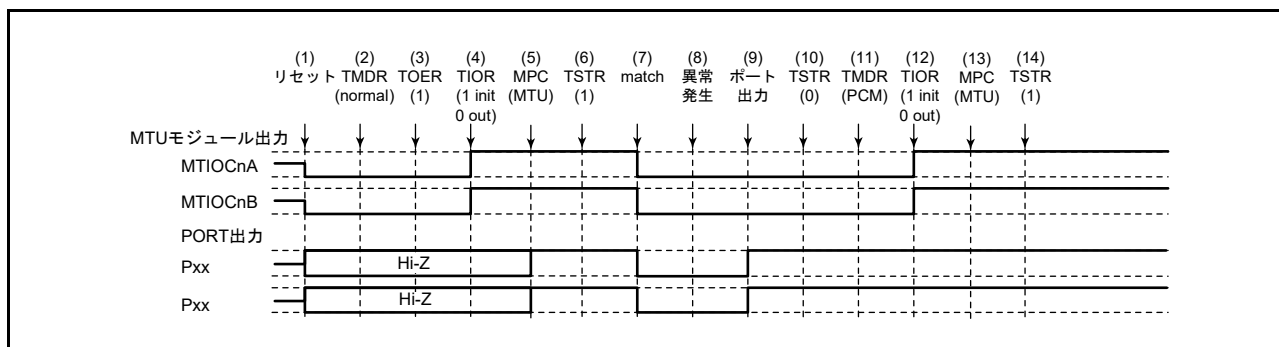 (1) (2) (3) (4) (5) (6) (7) (8) (9) (10) (11) (12) (13) (14)
リセット TMDR TOER TIOR MPC TSTR match 異常 ポート TSTR TMDR TIOR MPC TSTR
(normal) (1) (1 init (MTU) (1) 発生 出力 (0) (PCM) (1 init (MTU) (1)
0 out) 0 out)
MTUモジュール出力
MTIOCnA
MTIOCnB
PORT出力
Pxx Hi-Z
Pxx Hi-Z